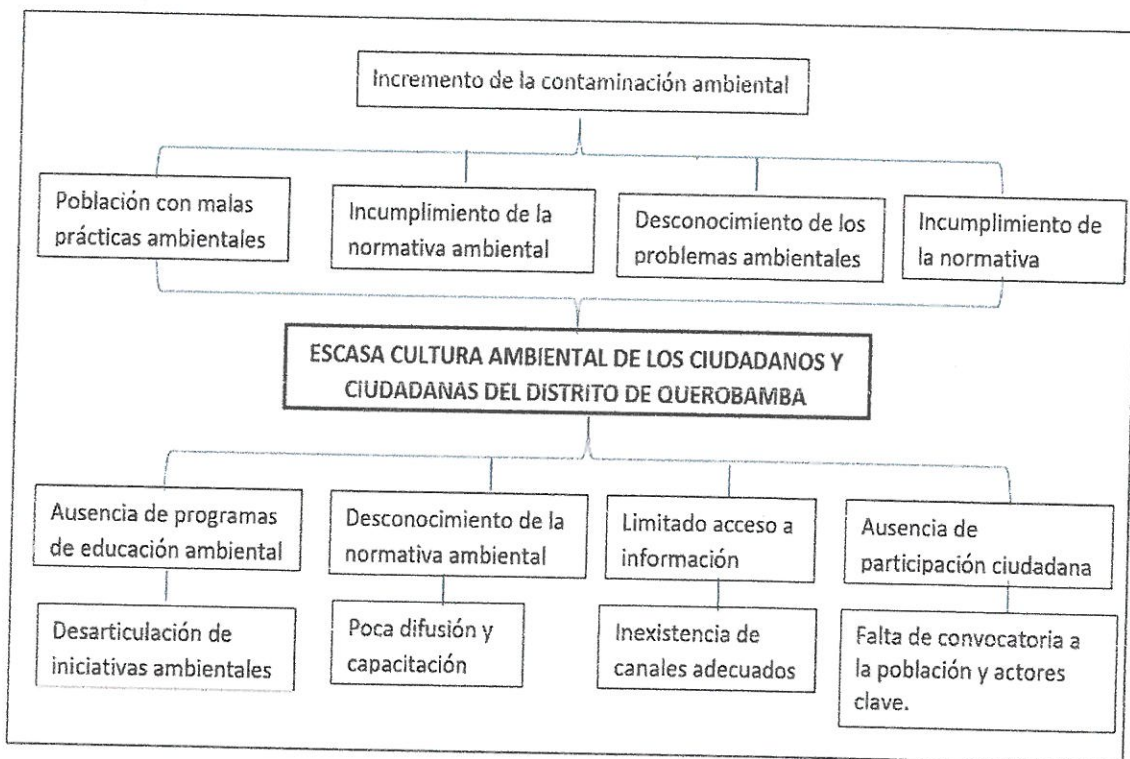 Incremento de la contaminación ambiental
Población con malas
prácticas ambientales
Incumplimiento de la
normativa ambiental
Desconocimiento de los
problemas ambientales
Incumplimiento de
la normativa
ESCASA CULTURA AMBIENTAL DE LOS CIUDADANOS Y
CIUDADANAS DEL DISTRITO DE QUEROBAMBA
Ausencia de programas
de educación ambiental
Desconocimiento de la
normativa ambiental
Limitado acceso a
información
Ausencia de
participación ciudadana
Desarticulación de
iniciativas ambientales
Poca difusión y
capacitación
Inexistencia de
canales adecuados
Falta de convocatoria a
la población y actores
clave.